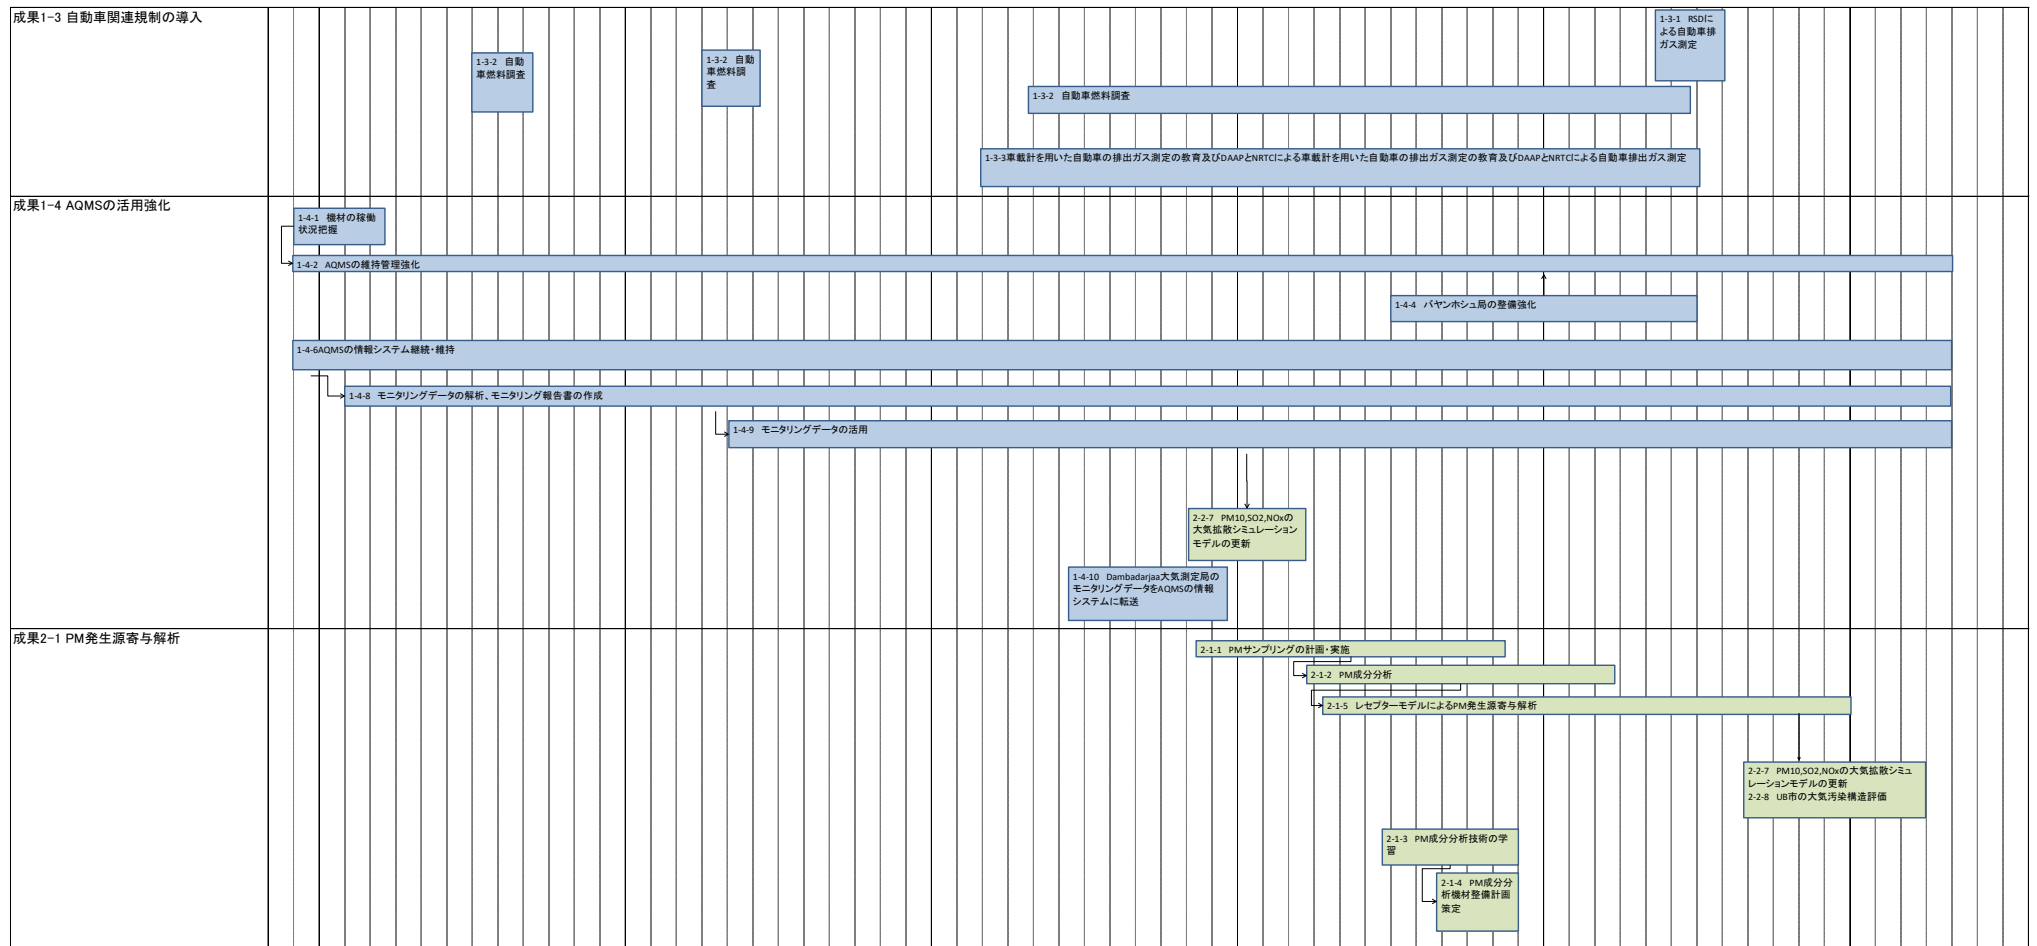 成果1-3 自動車関連規制の導入
1-3-1 RSDに
よる自動車排
ガス測定
1-3-2 自動
車燃料調査
1-3-2 自動
車燃料調
査
1-3-2 自動車燃料調査
1-3-3車載計を用いた自動車の排出ガス測定の教育及びDAAPとNRTCによる車載計を用いた自動車の排出ガス測定の教育及びDAAPとNRTCによる自動車排出ガス測定
成果1-4 AQMSの活用強化
1-4-1 機材の稼働
状況把握
1-4-2 AQMSの維持管理強化
1-4-4 バヤンホシュ局の整備強化
1-4-6AQMSの情報システム継続・維持
1-4-8 モニタリングデータの解析、モニタリング報告書の作成
1-4-9 モニタリングデータの活用
2-2-7 PM10,SO2,NOxの
大気拡散シミュレーション
モデルの更新
1-4-10 Dambadarjaa大気測定局の
モニタリングデータをAQMSの情報
システムに転送
成果2-1 PM発生源寄与解析
2-1-1 PMサンプリングの計画・実施
2-1-2 PM成分分析
2-1-5 レセプターモデルによるPM発生源寄与解析
2-2-7 PM10,SO2,NOxの大気拡散シミュ
レーションモデルの更新
2-2-8 UB市の大気汚染構造評価
2-1-3 PM成分分析技術の学
習
2-1-4 PM成分分
析機材整備計画
策定